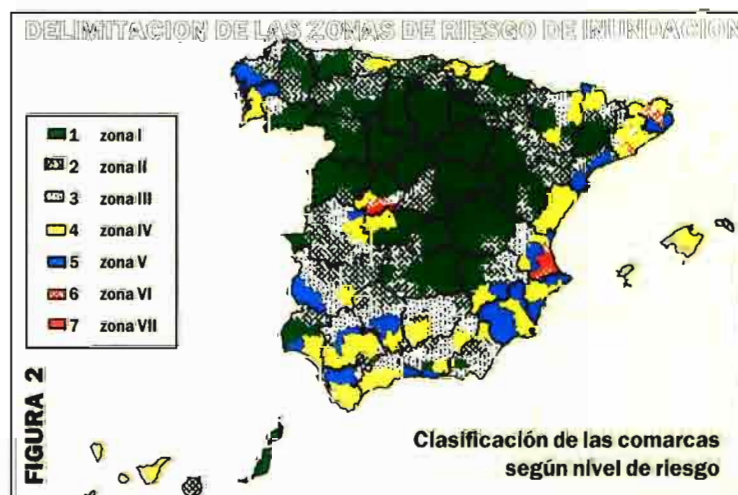 DELIMITACION DE LAS ZONAS DE RIESGO DE INUNDACION
1 zona I
2 zona II
3 zona III
4 zona IV
5 zona V
6 zona VI
7 zona VII
FIGURA 2
Clasificación de las comarcas
según nivel de riesgo